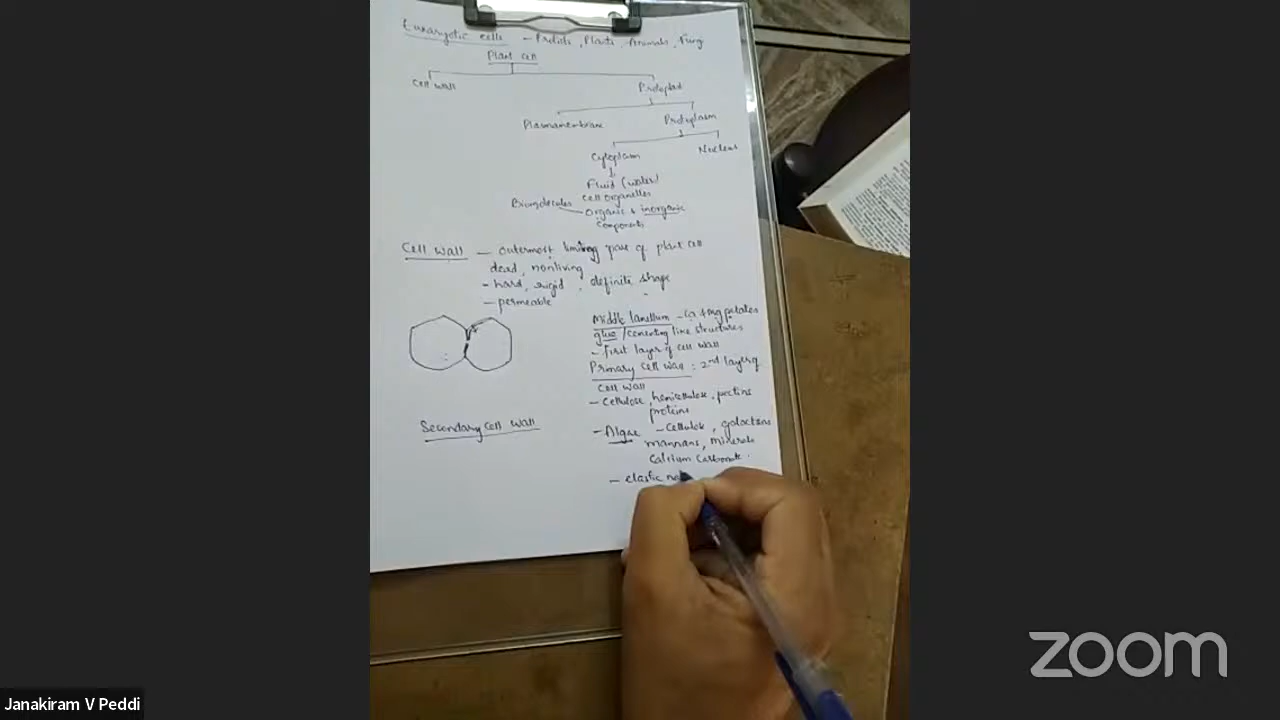 Eukaryotic cells - Protists, Plants, Animals, Fungi
Plant cell
Cell wall
Protoplast
Plasmamembrane
Protoplasm
Cytoplasm
Nucleus
Fluid (water)
cell organelles
Biomolecules
organic & inorganic
components
Cell wall - outermost limiting part of plant cell
dead, nonliving
- hard, rigid, definite shape
- permeable
Middle lamellum - Ca & Mg pectates
glue/cementing like structures
- first layer of cell wall
Primary cell wall : 2nd layer of
cell wall
- Cellulose, hemicellulose, pectins
proteins
Secondary cell wall
- Algae - Cellulose, galactans
mannans, minerals
Calcium Carbonate.
- elastic
ZOOM
Janakiram V Peddi